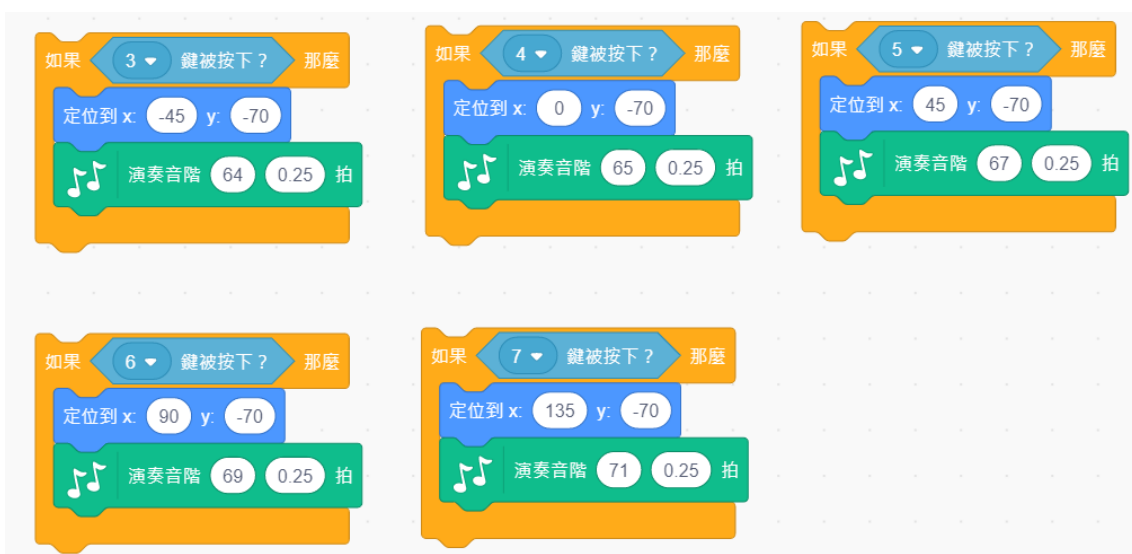 如果 3 鍵被按下？ 那麼
定位到 x: -45 y: -70
演奏音階 64 0.25 拍
如果 4 鍵被按下？ 那麼
定位到 x: 0 y: -70
演奏音階 65 0.25 拍
如果 5 鍵被按下？ 那麼
定位到 x: 45 y: -70
演奏音階 67 0.25 拍
如果 6 鍵被按下？ 那麼
定位到 x: 90 y: -70
演奏音階 69 0.25 拍
如果 7 鍵被按下？ 那麼
定位到 x: 135 y: -70
演奏音階 71 0.25 拍